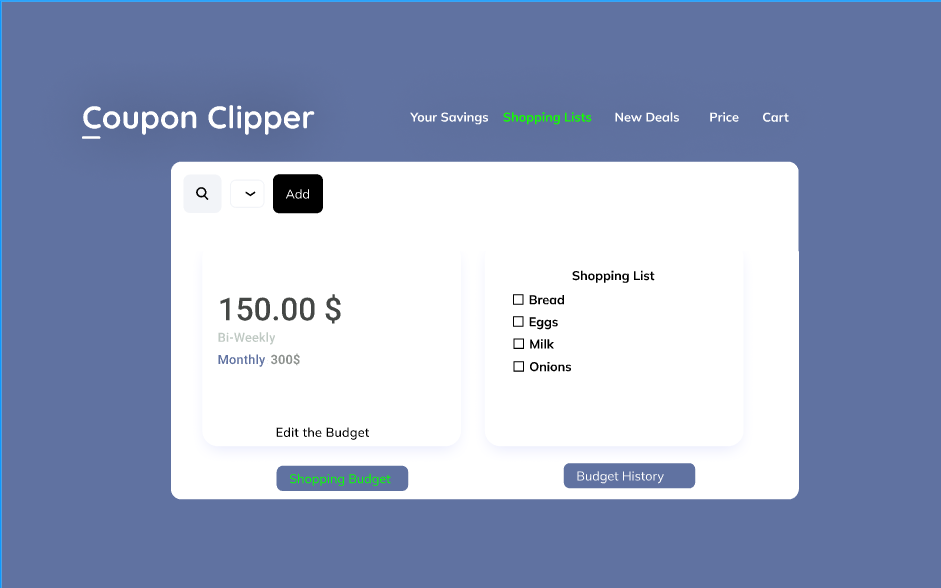 Coupon Clipper
Your Savings Shopping Lists New Deals Price Cart
Add
150.00 $
Bi-Weekly
Monthly 300$
Edit the Budget
Shopping List
Bread
Eggs
Milk
Onions
Shopping Budget
Budget History